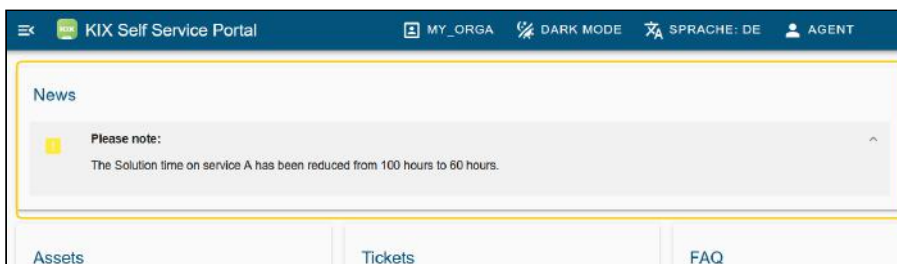 KIX Self Service Portal MY_ORGA DARK MODE SPRACHE: DE AGENT
News
Please note:
The Solution time on service A has been reduced from 100 hours to 60 hours.
Assets Tickets FAQ